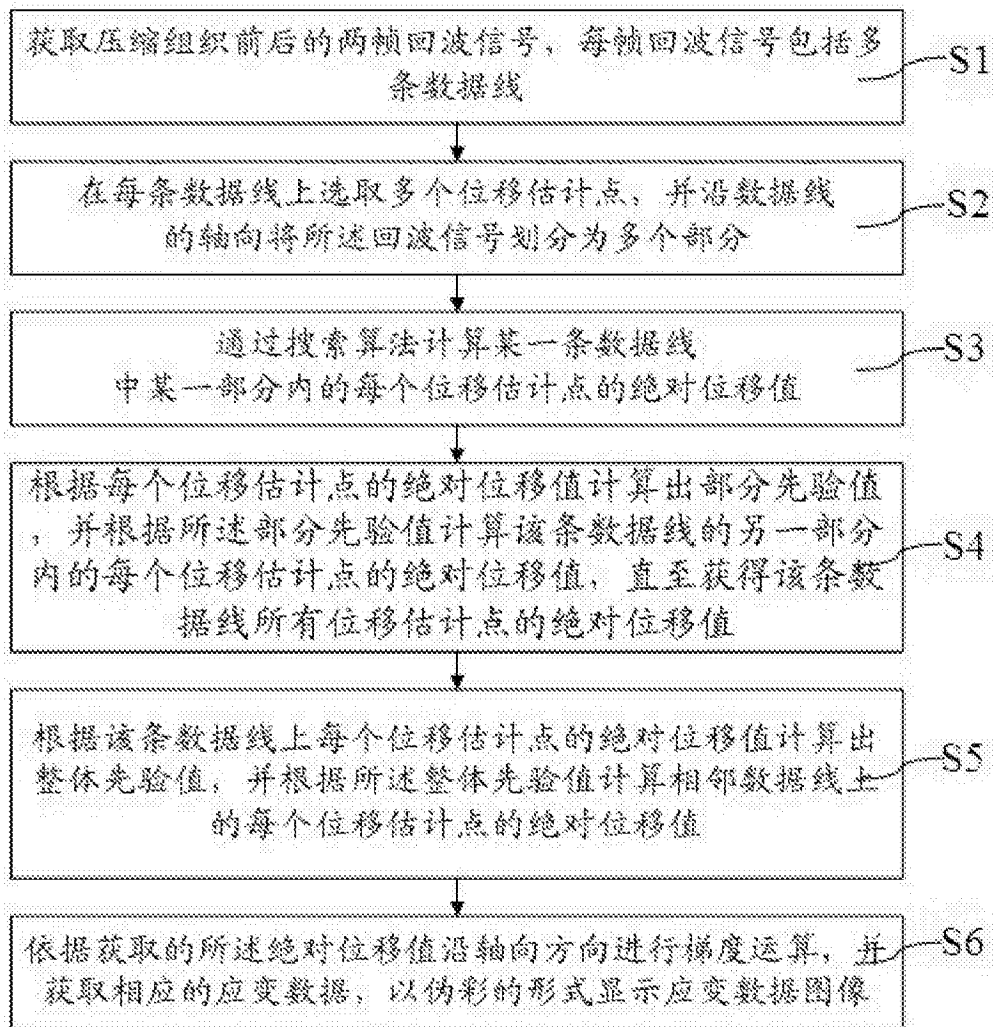 获取压缩组织前后的两帧回波信号，每帧回波信号包括多
条数据线
S1
在每条数据线上选取多个位移估计点，并沿数据线
的轴向将所述回波信号划分为多个部分
S2
通过搜索算法计算某一条数据线
中某一部分内的每个位移估计点的绝对位移值
S3
根据每个位移估计点的绝对位移值计算出部分先验值
，并根据所述部分先验值计算该条数据线的另一部分
内的每个位移估计点的绝对位移值，直至获得该条数
据线所有位移估计点的绝对位移值
S4
根据该条数据线上每个位移估计点的绝对位移值计算出
整体先验值，并根据所述整体先验值计算相邻数据线上
的每个位移估计点的绝对位移值
S5
依据获取的所述绝对位移值沿轴向方向进行梯度运算，并
获取相应的应变数据，以伪彩的形式显示应变数据图像
S6